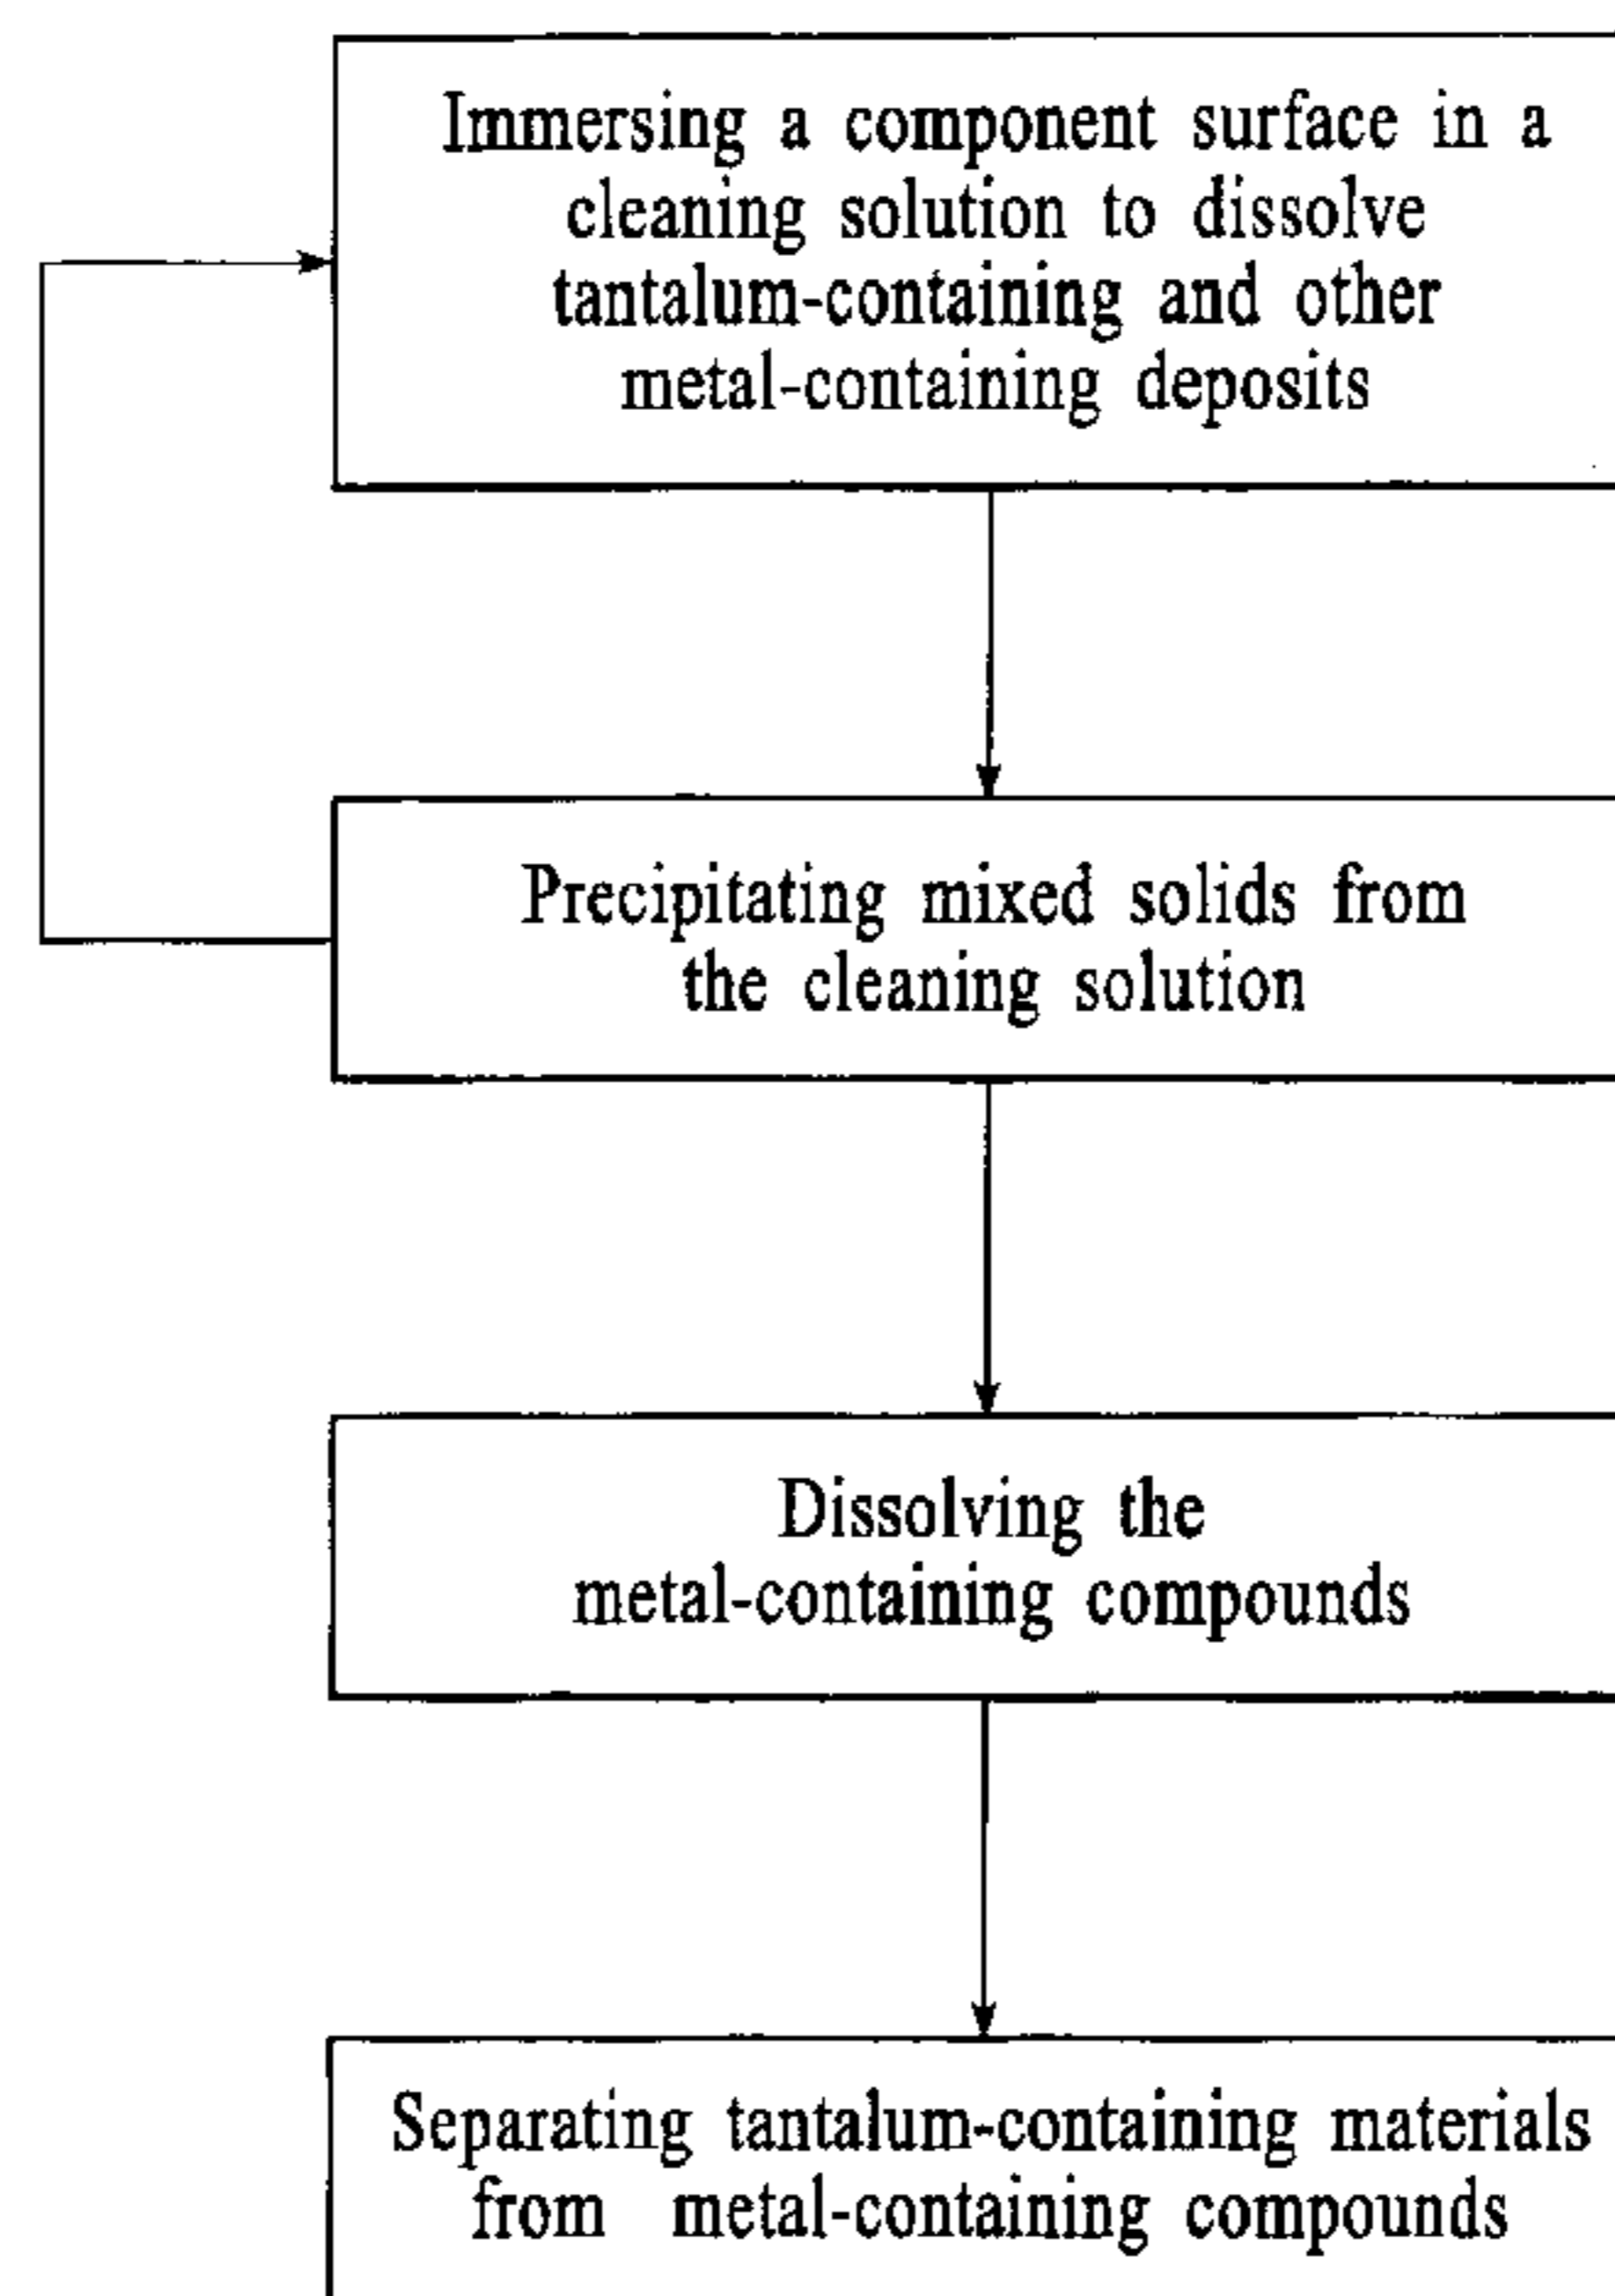 Immersing a component surface in a
cleaning solution to dissolve
tantalum-containing and other
metal-containing deposits
Precipitating mixed solids from
the cleaning solution
Dissolving the
metal-containing compounds
Separating tantalum-containing materials
from metal-containing compounds